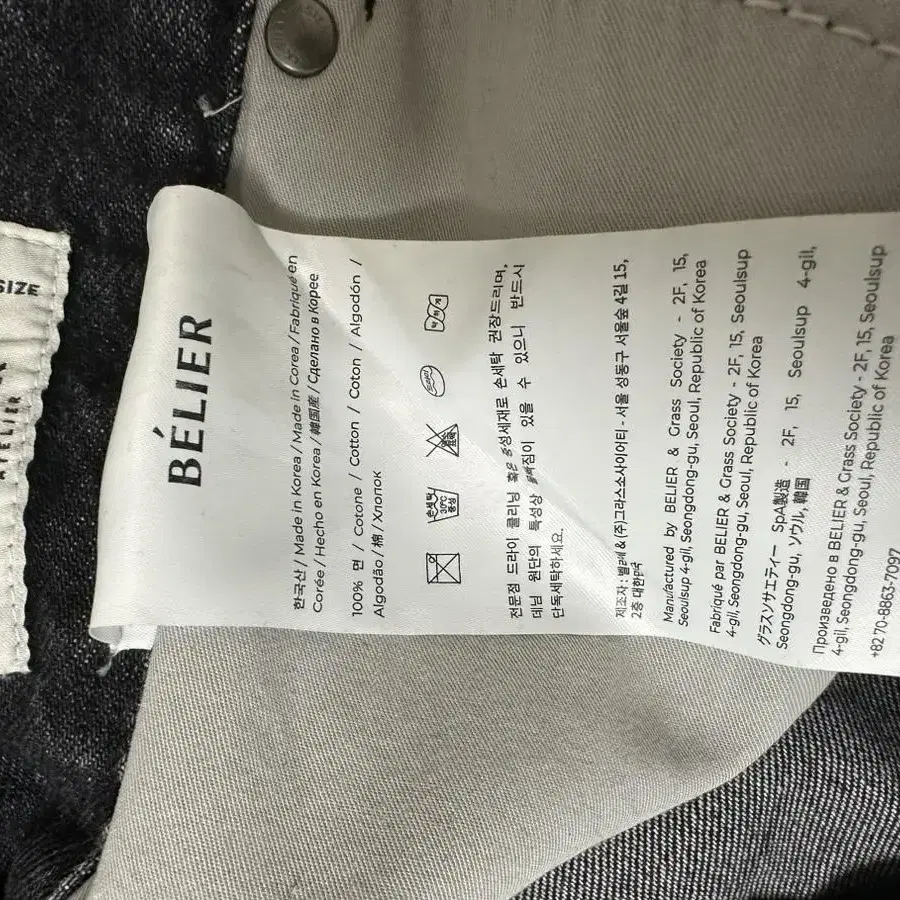 SIZE
ATELIER
BÉLIER
한국산 / Made in Korea / Made in Corea / Fabriqué en
Corée / Hecho en Korea / 韓国産 / Сделано в Корее
100% 면 / Cotone / Cotton / Coton / Algodón /
Algodão / 棉 / Хлопок
손세탁
30℃
중성
전문점 드라이 클리닝 혹은 중성세제로 손세탁 권장드리며,
데님 원단의 특성상 물빠짐이 있을 수 있으니 반드시
단독세탁하세요.
제조자 : 벨리에 & (주)그라스소사이어티 - 서울 성동구 서울숲 4길 15,
2층 대한민국
Manufactured by BELIER & Grass Society - 2F, 15,
Seoulsup 4-gil, Seongdong-gu, Seoul, Republic of Korea
Fabriqué par BELIER & Grass Society - 2F, 15, Seoulsup
4-gil, Seongdong-gu, Seoul, Republic of Korea
グラスソサエティー SpA製造 - 2F, 15, Seoulsup 4-gil,
Seongdong-gu, ソウル, 韓国
Произведено в BELIER & Grass Society - 2F, 15, Seoulsup
4-gil, Seongdong-gu, Seoul, Republic of Korea
+82 70-8863-7097